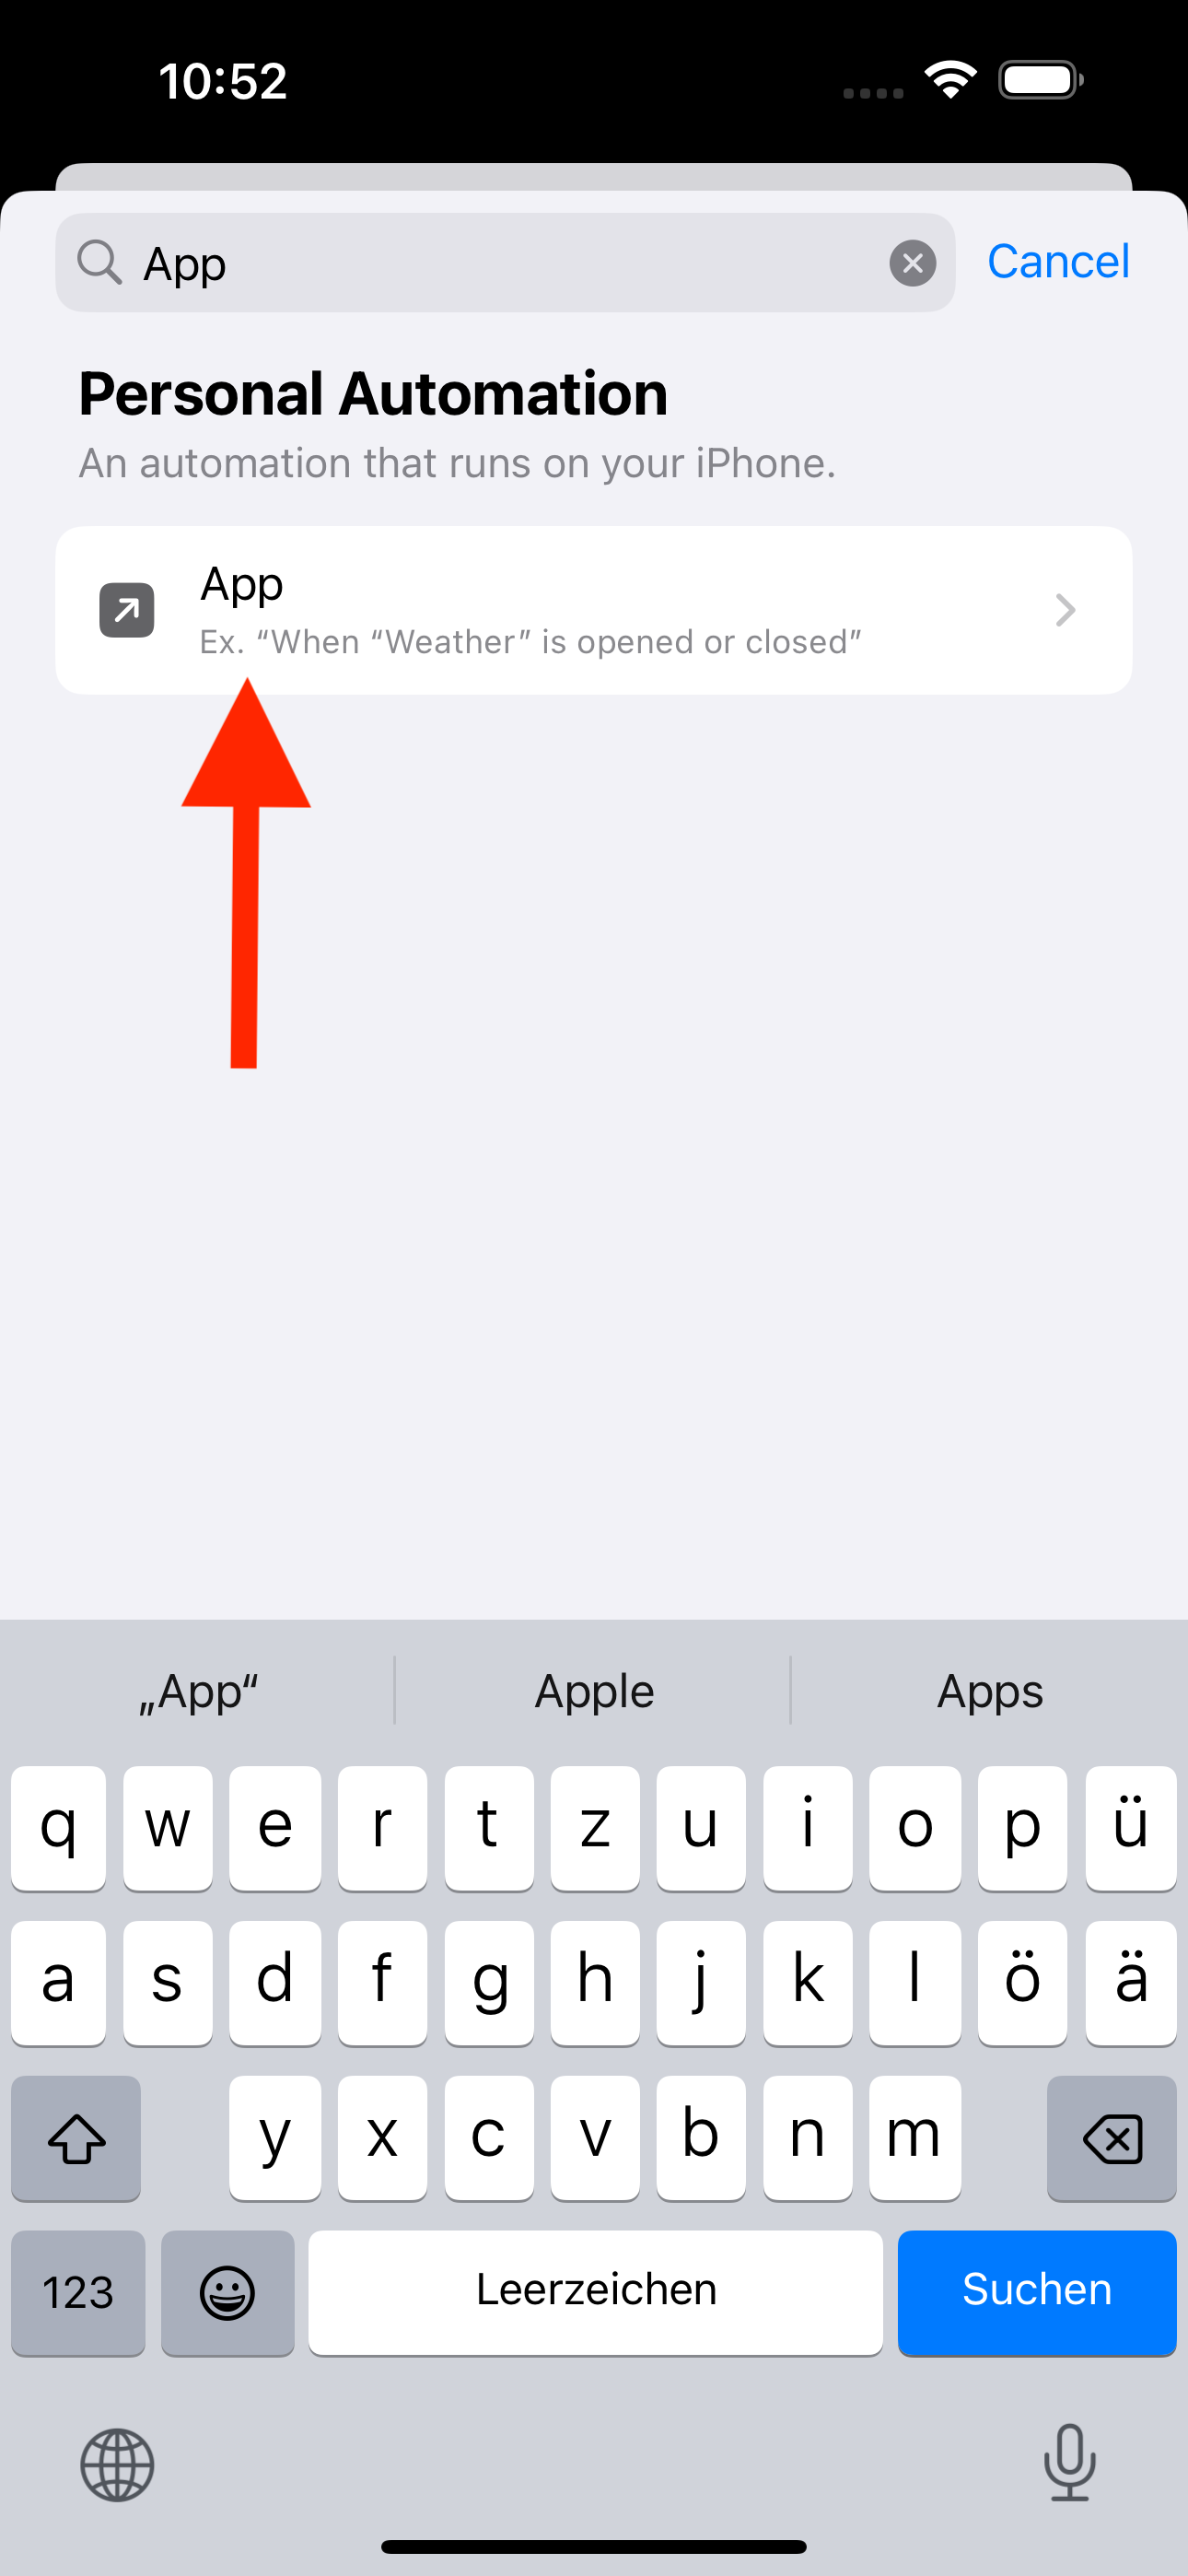 10:52
App
Cancel
Personal Automation
An automation that runs on your iPhone.
App
Ex. “When “Weather” is opened or closed”
„App“ Apple Apps
q w e r t z u i o p ü
a s d f g h j k l ö ä
y x c v b n m
123 Leerzeichen Suchen